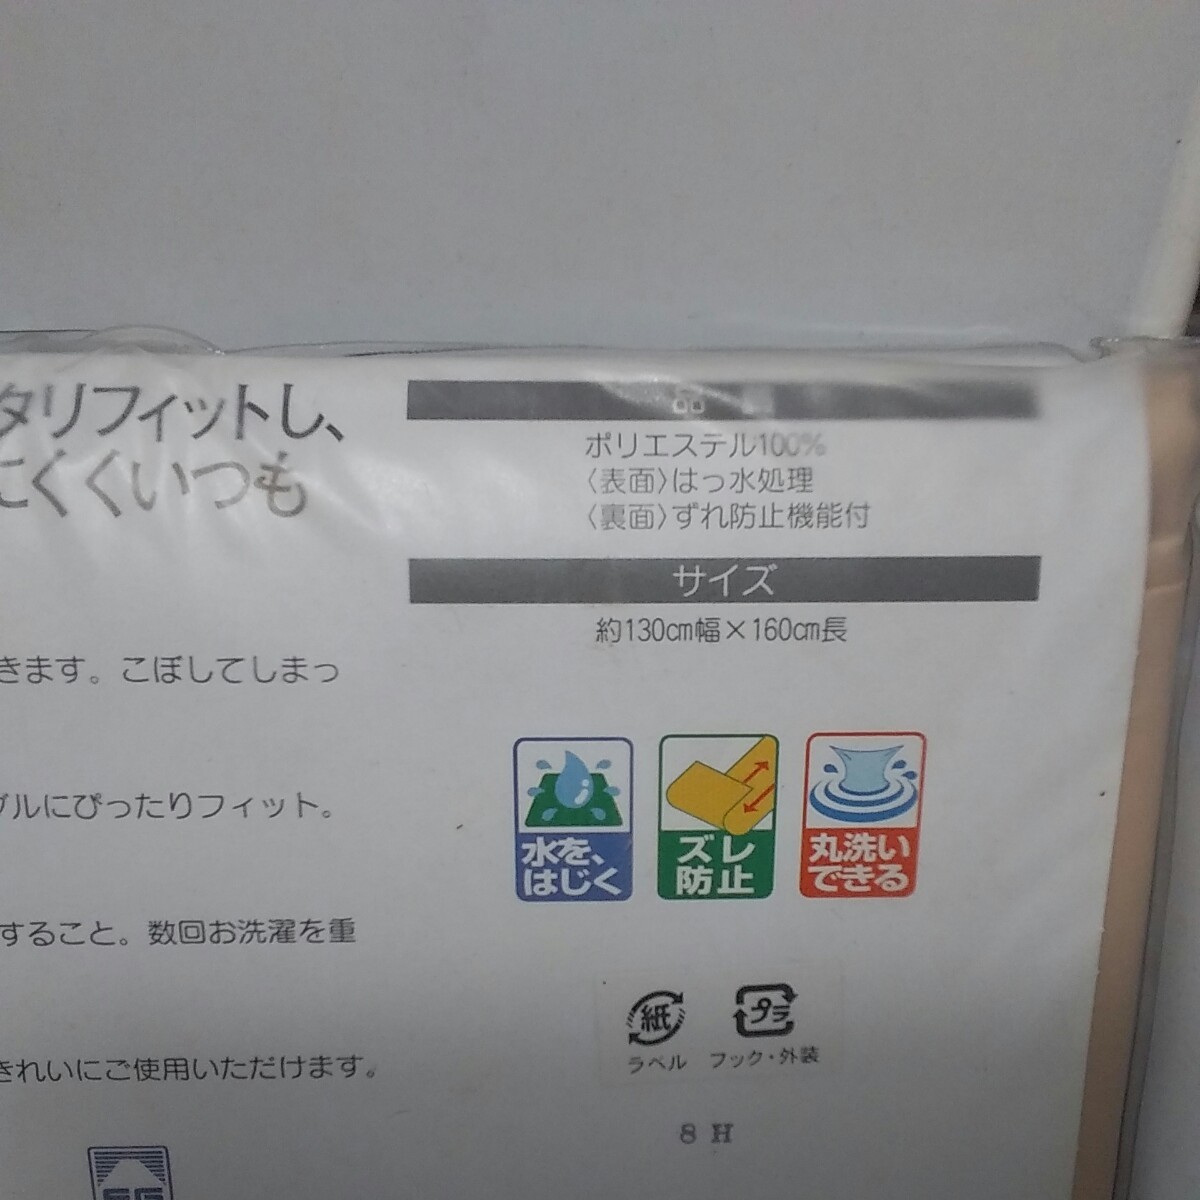 タリフィットし、
にくくいつも
きます。こぼしてしまっ
ブルにぴったりフィット。
すること。数回お洗濯を重
きれいにご使用いただけます。
品
ポリエステル100%
〈表面〉はっ水処理
〈裏面〉ずれ防止機能付
サイズ
約130cm幅×160cm長
水を、
はじく
ズレ
防止
丸洗い
できる
紙
プラ
ラベル フック・外装
8 H